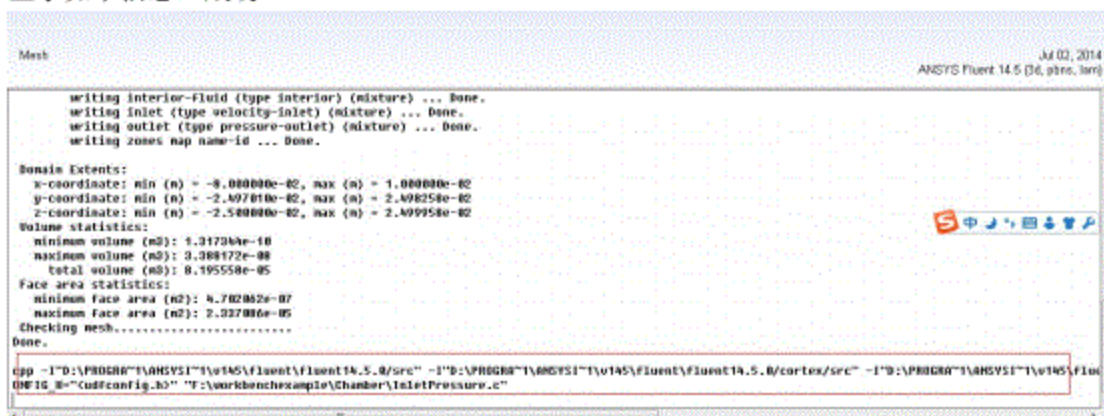 Mesh
Jul 02, 2014
ANSYS Fluent 14.5 (3d, pbns, lam)
writing interior-fluid (type interior) (mixture) ... Done.
writing inlet (type velocity-inlet) (mixture) ... Done.
writing outlet (type pressure-outlet) (mixture) ... Done.
writing zones map name-id ... Done.
Domain Extents:
x-coordinate: min (m) = -8.000000e-02, max (m) = 1.000000e-02
y-coordinate: min (m) = -2.497010e-02, max (m) = 2.498250e-02
z-coordinate: min (m) = -2.500000e-02, max (m) = 2.499950e-02
Volume statistics:
minimum volume (m3): 1.317344e-10
maximum volume (m3): 3.388172e-08
total volume (m3): 8.195558e-05
Face area statistics:
minimum face area (m2): 4.702062e-07
maximum face area (m2): 2.337086e-05
Checking mesh.........................
Done.
cpp -I"D:\PROGRA~1\ANSYSI~1\v145\fluent\fluent14.5.0/src" -I"D:\PROGRA~1\ANSYSI~1\v145\fluent\fluent14.5.0/cortex/src" -I"D:\PROGRA~1\ANSYSI~1\v145\flue
ONFIG_H="<udfconfig.h>" "F:\workbenchexample\Chamber\InletPressure.c"
中